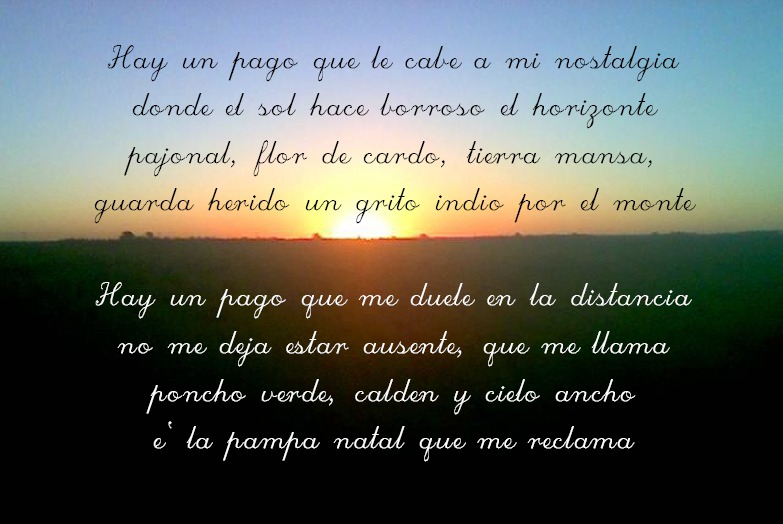 Hay un pago que le cabe a mi nostalgia
donde el sol hace borroso el horizonte
pajonal, flor de cardo, tierra mansa,
guarda herido un grito indio por el monte
Hay un pago que me duele en la distancia
no me deja estar ausente, que me llama
poncho verde, calden y cielo ancho
e` la pampa natal que me reclama